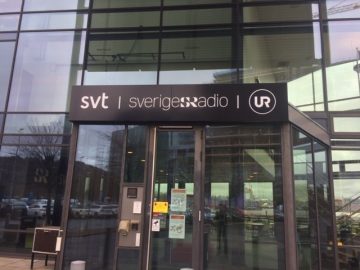 svt | sverigesradio | UR